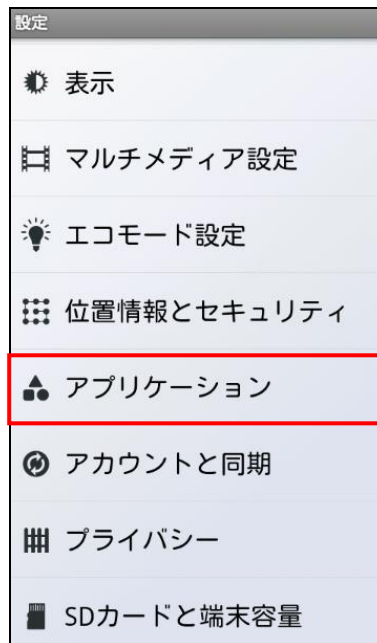 設定
表示
マルチメディア設定
エコモード設定
位置情報とセキュリティ
アプリケーション
アカウントと同期
プライバシー
SDカードと端末容量